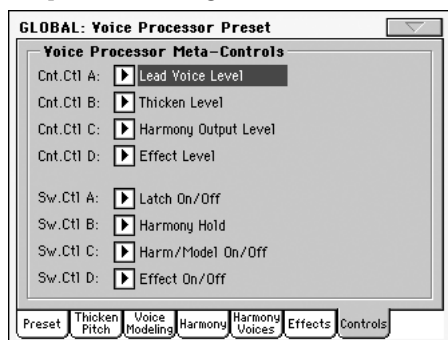 GLOBAL: Voice Processor Preset
Voice Processor Meta-Controls
Cnt.Ctl A: Lead Voice Level
Cnt.Ctl B: Thicken Level
Cnt.Ctl C: Harmony Output Level
Cnt.Ctl D: Effect Level
Sw.Ctl A: Latch On/Off
Sw.Ctl B: Harmony Hold
Sw.Ctl C: Harm/Model On/Off
Sw.Ctl D: Effect On/Off
Preset Thicken Pitch Voice Modeling Harmony Harmony Voices Effects Controls